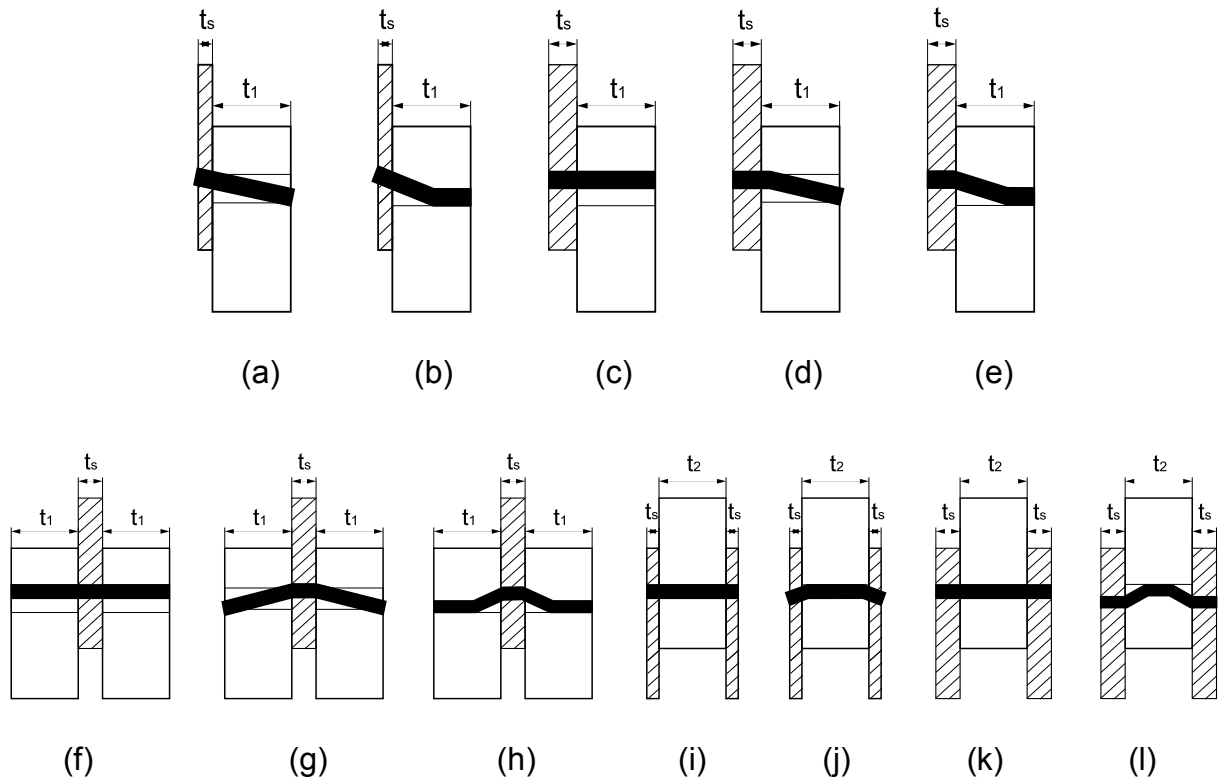 ts ts ts ts ts
t1 t1 t1 t1 t1
(a) (b) (c) (d) (e)
ts ts ts t2 t2 t2 t2
t1 t1 t1 t1 t1 t1 ts ts ts ts ts ts ts ts
(f) (g) (h) (i) (j) (k) (l)